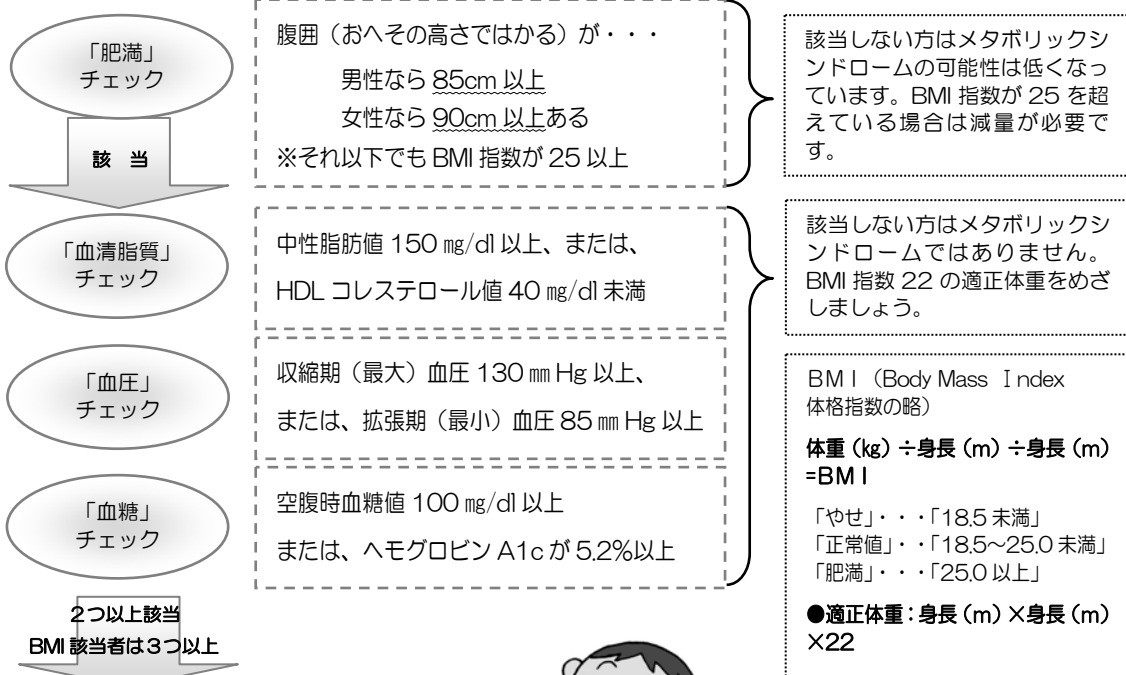 「肥満」
チェック
腹囲（おへその高さではかる）が・・・
男性なら 85cm 以上
女性なら 90cm 以上ある
※それ以下でも BMI 指数が 25 以上
該当しない方はメタボリックシ
ンドロームの可能性は低くなっ
ています。BMI 指数が 25 を超
えている場合は減量が必要で
す。
該 当
「血清脂質」
チェック
中性脂肪値 150 ㎎/dl 以上、または、
HDL コレステロール値 40 ㎎/dl 未満
該当しない方はメタボリックシ
ンドロームではありません。
BMI 指数 22 の適正体重をめざ
しましょう。
「血圧」
チェック
収縮期（最大）血圧 130 ㎜ Hg 以上、
または、拡張期（最小）血圧 85 ㎜ Hg 以上
「血糖」
チェック
空腹時血糖値 100 ㎎/dl 以上
または、ヘモグロビン A1c が 5.2%以上
BMI（Body Mass Index
体格指数の略）
体重（㎏）÷身長（m）÷身長（m）
=BMI
「やせ」・・・「18.5 未満」
「正常値」・・「18.5～25.0 未満」
「肥満」・・・「25.0 以上」
●適正体重：身長（m）×身長（m）
×22
２つ以上該当
BMI 該当者は３つ以上